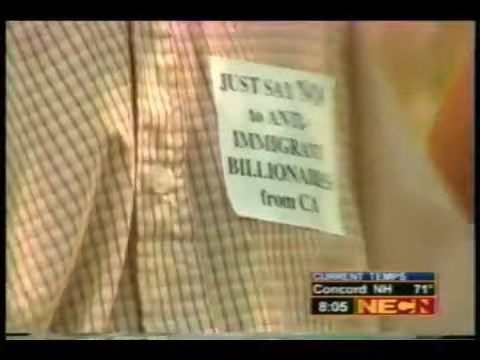 JUST SAY NO!
to ANTI-
IMMIGRANT
BILLIONAIRES
from CA
CURRENT TEMPS
Concord NH 71°
8:05 NECN